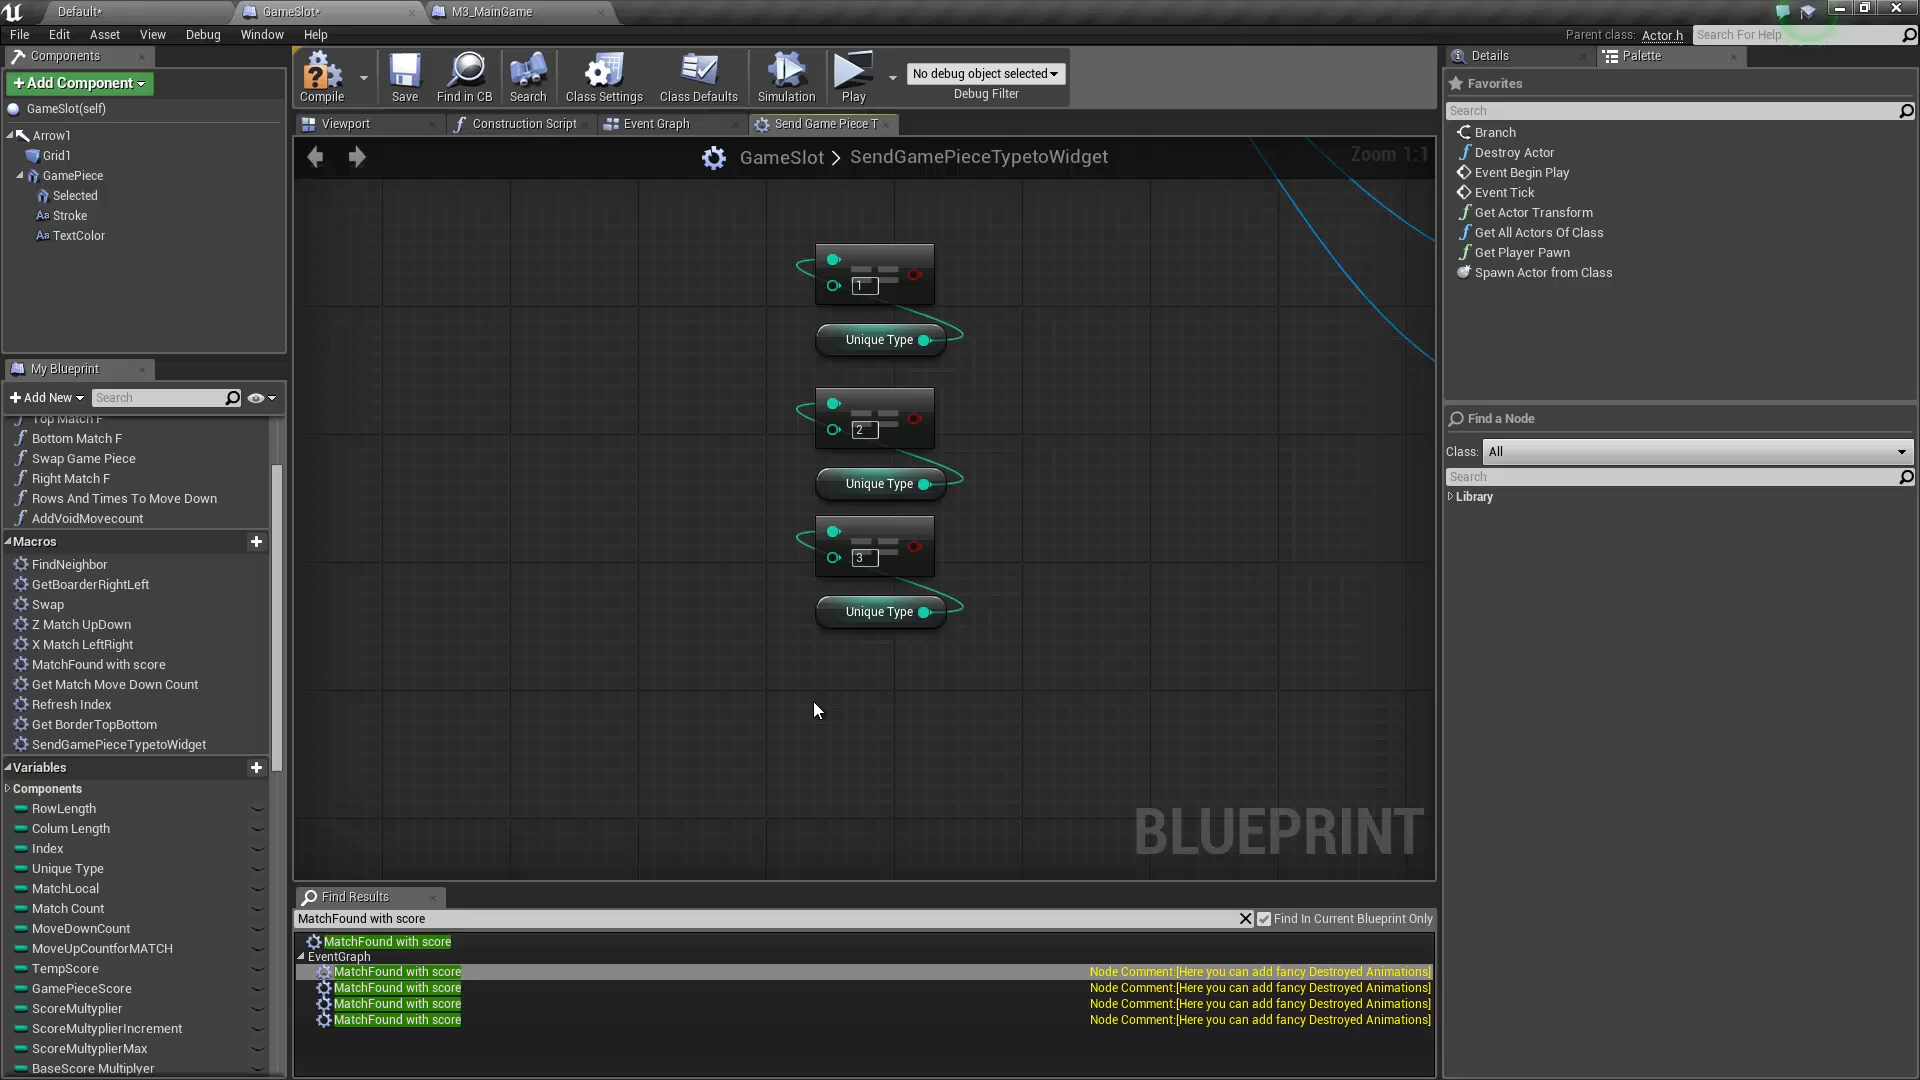 Default*
GameSlot*
M3_MainGame
File Edit Asset View Debug Window Help
Parent class: Actor.h
Search For Help
Components
+ Add Component
GameSlot(self)
Arrow1
Grid1
GamePiece
Selected
Stroke
TextColor
My Blueprint
+ Add New
Search
Top Match F
Bottom Match F
Swap Game Piece
Right Match F
Rows And Times To Move Down
AddVoidMovecount
Macros
FindNeighbor
GetBoarderRightLeft
Swap
Z Match UpDown
X Match LeftRight
MatchFound with score
Get Match Move Down Count
Refresh Index
Get BorderTopBottom
SendGamePieceTypetoWidget
Variables
Components
RowLength
Colum Length
Index
Unique Type
MatchLocal
Match Count
MoveDownCount
MoveUpCountforMATCH
TempScore
GamePieceScore
ScoreMultyplier
ScoreMultyplierIncrement
ScoreMultyplierMax
BaseScore Multiplyer
Compile
Save
Find in CB
Search
Class Settings
Class Defaults
Simulation
Play
No debug object selected
Debug Filter
Viewport
Construction Script
Event Graph
Send Game Piece T
GameSlot > SendGamePieceTypetoWidget
Zoom 1:1
1
Unique Type
2
Unique Type
3
Unique Type
BLUEPRINT
Find Results
MatchFound with score
Find In Current Blueprint Only
MatchFound with score
EventGraph
MatchFound with score Node Comment:[Here you can add fancy Destroyed Animations]
MatchFound with score Node Comment:[Here you can add fancy Destroyed Animations]
MatchFound with score Node Comment:[Here you can add fancy Destroyed Animations]
MatchFound with score Node Comment:[Here you can add fancy Destroyed Animations]
Details
Palette
Favorites
Search
Branch
Destroy Actor
Event Begin Play
Event Tick
Get Actor Transform
Get All Actors Of Class
Get Player Pawn
Spawn Actor from Class
Find a Node
Class: All
Search
Library